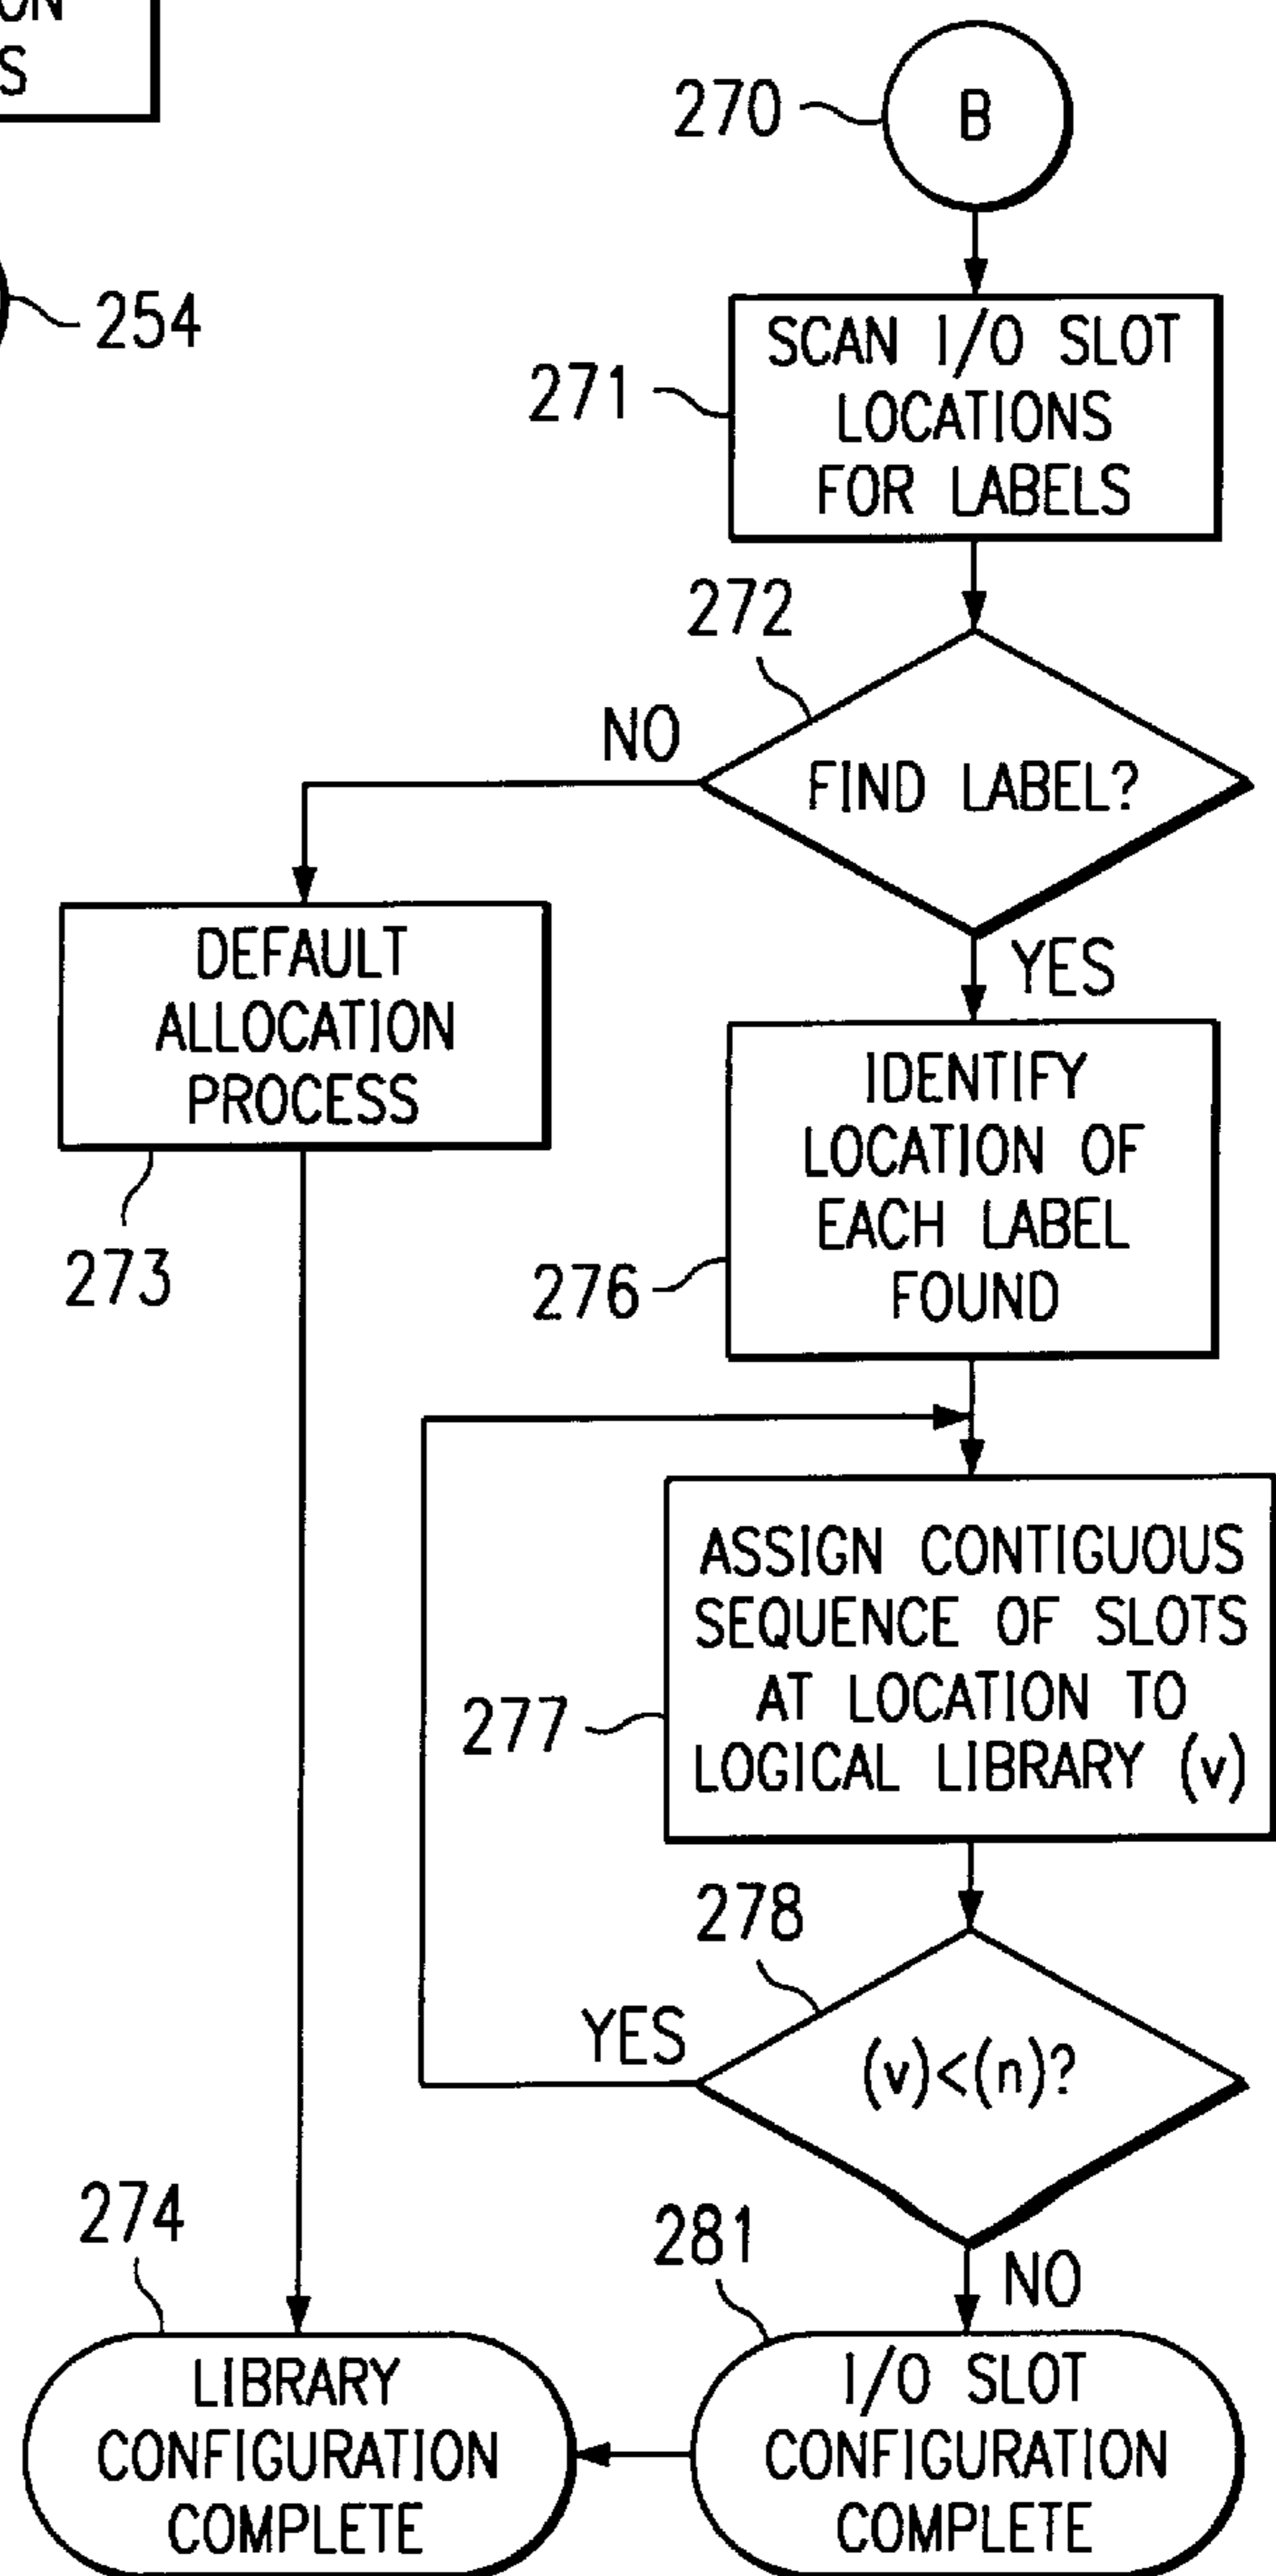 270
B
254
271
SCAN I/O SLOT
LOCATIONS
FOR LABELS
272
NO
FIND LABEL?
YES
DEFAULT
ALLOCATION
PROCESS
273
276
IDENTIFY
LOCATION OF
EACH LABEL
FOUND
277
ASSIGN CONTIGUOUS
SEQUENCE OF SLOTS
AT LOCATION TO
LOGICAL LIBRARY (v)
278
YES
(v)<(n)?
NO
274
LIBRARY
CONFIGURATION
COMPLETE
281
I/O SLOT
CONFIGURATION
COMPLETE